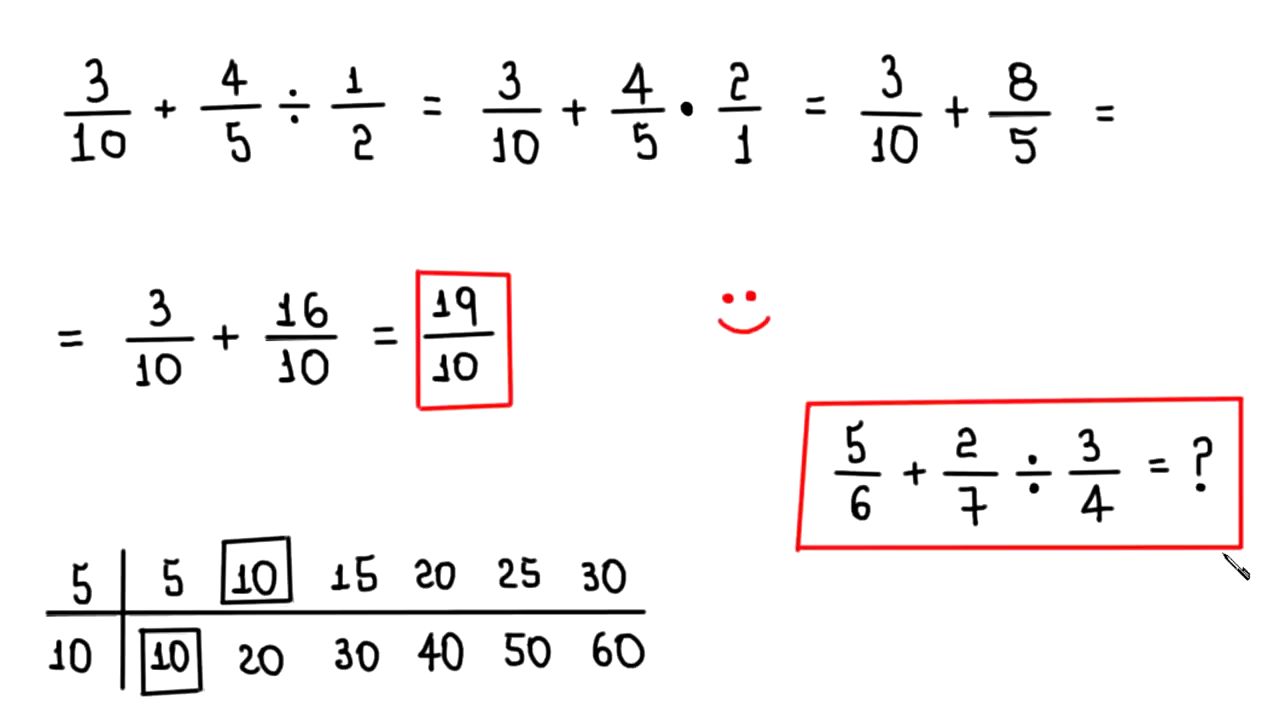 3/10 + 4/5 ÷ 1/2 = 3/10 + 4/5 · 2/1 = 3/10 + 8/5 =
= 3/10 + 16/10 = 19/10
5/6 + 2/7 ÷ 3/4 = ?
5 | 5 10 15 20 25 30
10 | 10 20 30 40 50 60